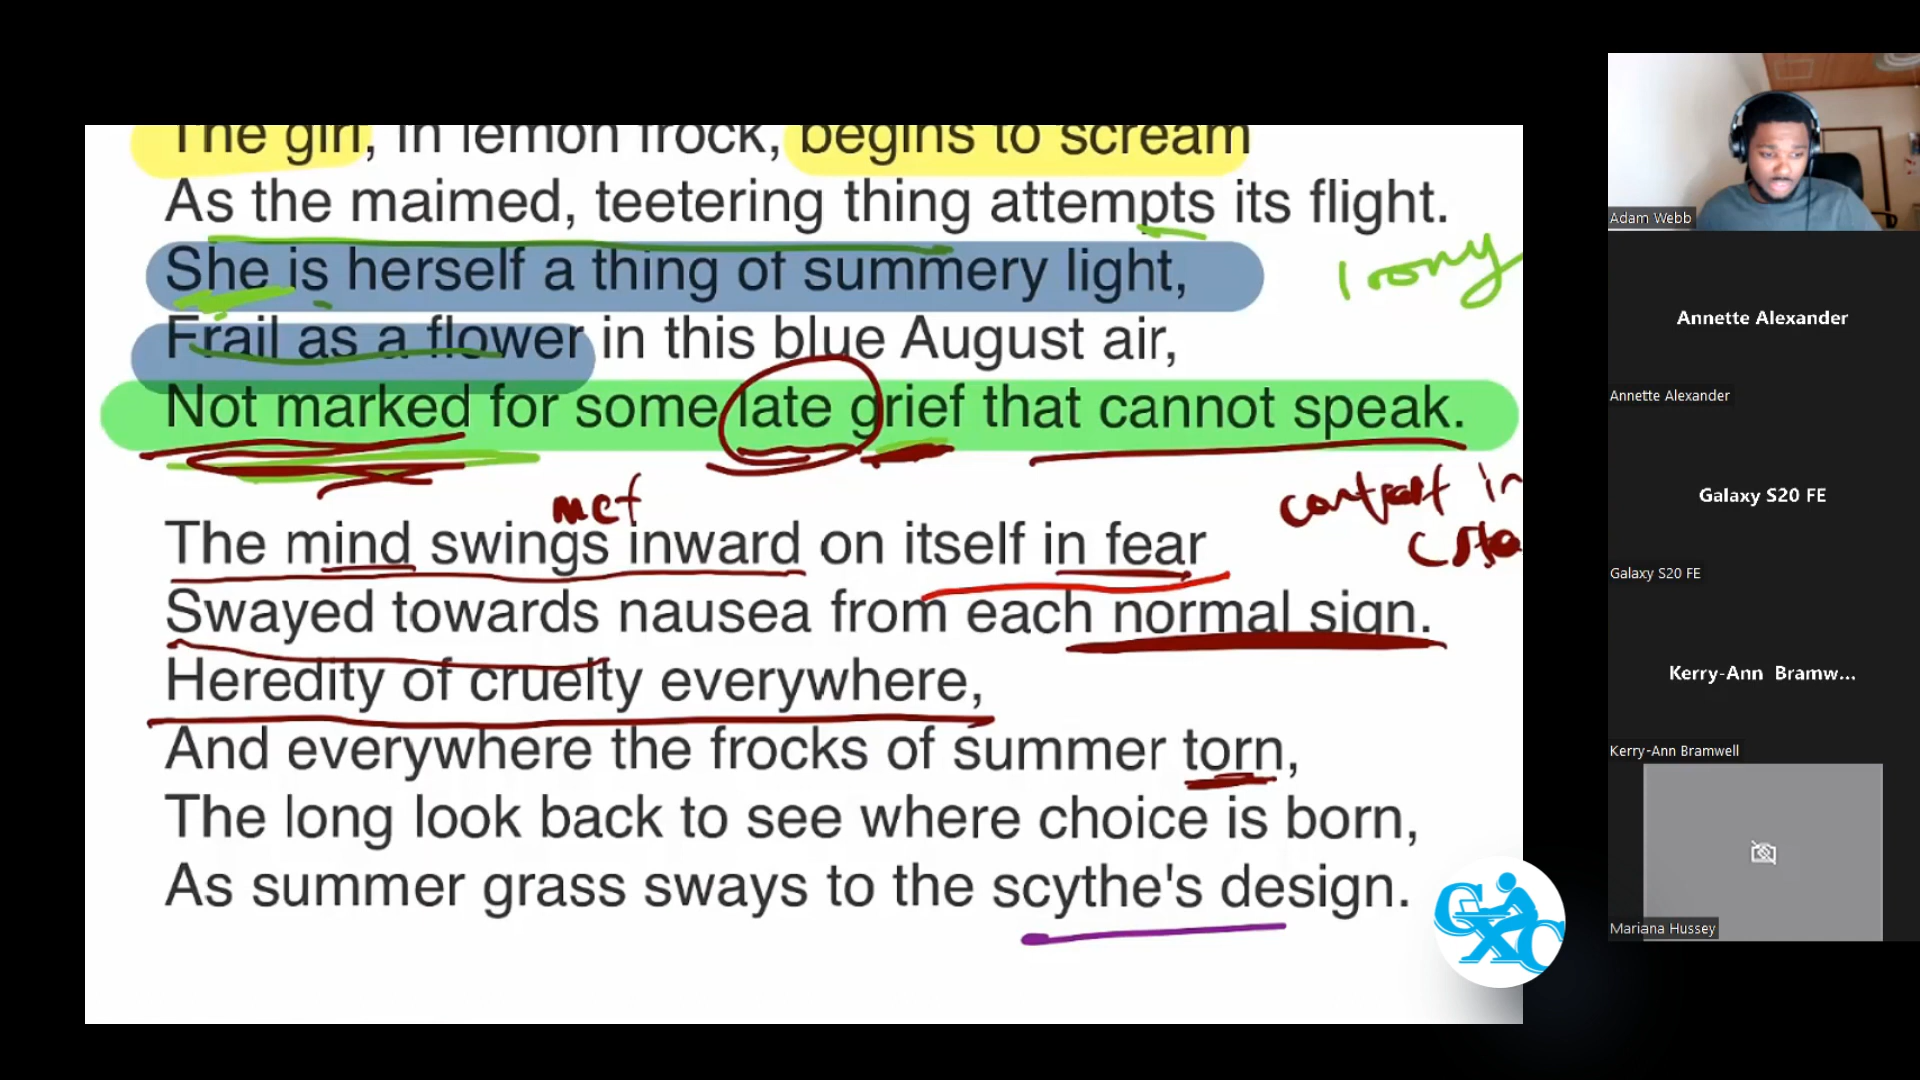 The girl, in lemon frock, begins to scream
As the maimed, teetering thing attempts its flight.
She is herself a thing of summery light,
Irony
Frail as a flower in this blue August air,
Not marked for some late grief that cannot speak.
met
contrast in
The mind swings inward on itself in fear
Swayed towards nausea from each normal sign.
Heredity of cruelty everywhere,
And everywhere the frocks of summer torn,
The long look back to see where choice is born,
As summer grass sways to the scythe's design.
CXC
Adam Webb
Annette Alexander
Annette Alexander
Galaxy S20 FE
Galaxy S20 FE
Kerry-Ann Bramw...
Kerry-Ann Bramwell
Mariana Hussey